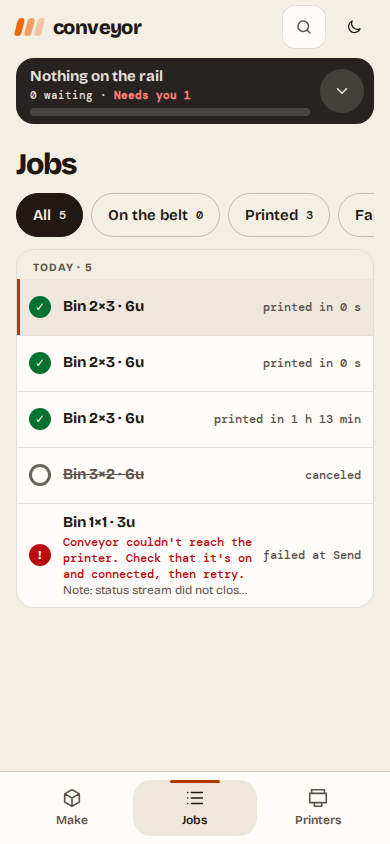 conveyor
Nothing on the rail
0 waiting · Needs you 1
Jobs
All 5
On the belt 0
Printed 3
Fa
TODAY · 5
Bin 2×3 · 6u
printed in 0 s
Bin 2×3 · 6u
printed in 0 s
Bin 2×3 · 6u
printed in 1 h 13 min
Bin 3×2 · 6u
canceled
Bin 1×1 · 3u
Conveyor couldn't reach the
printer. Check that it's on
and connected, then retry.
Note: status stream did not clos...
failed at Send
Make
Jobs
Printers